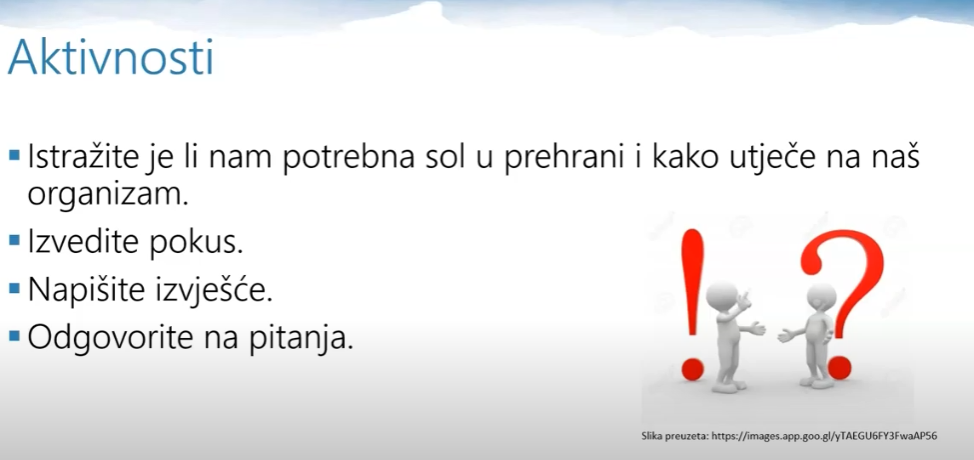 Aktivnosti
▪ Istražite je li nam potrebna sol u prehrani i kako utječe na naš
organizam.
▪ Izvedite pokus.
▪ Napišite izvješće.
▪ Odgovorite na pitanja.
! ?
Slika preuzeta: https://images.app.goo.gl/yTAEGU6FY3FwaAP56